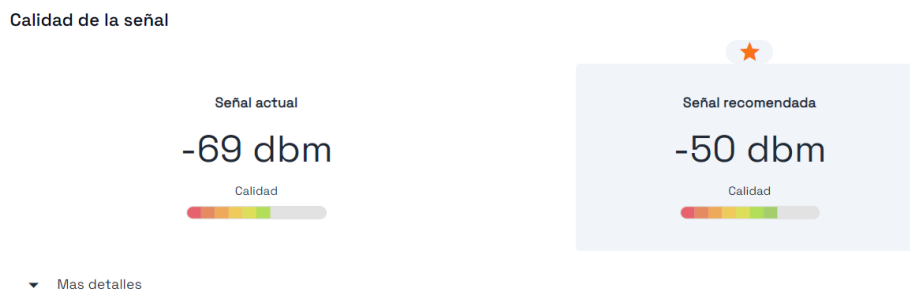 Calidad de la señal
Señal actual
-69 dbm
Calidad
Señal recomendada
-50 dbm
Calidad
Mas detalles